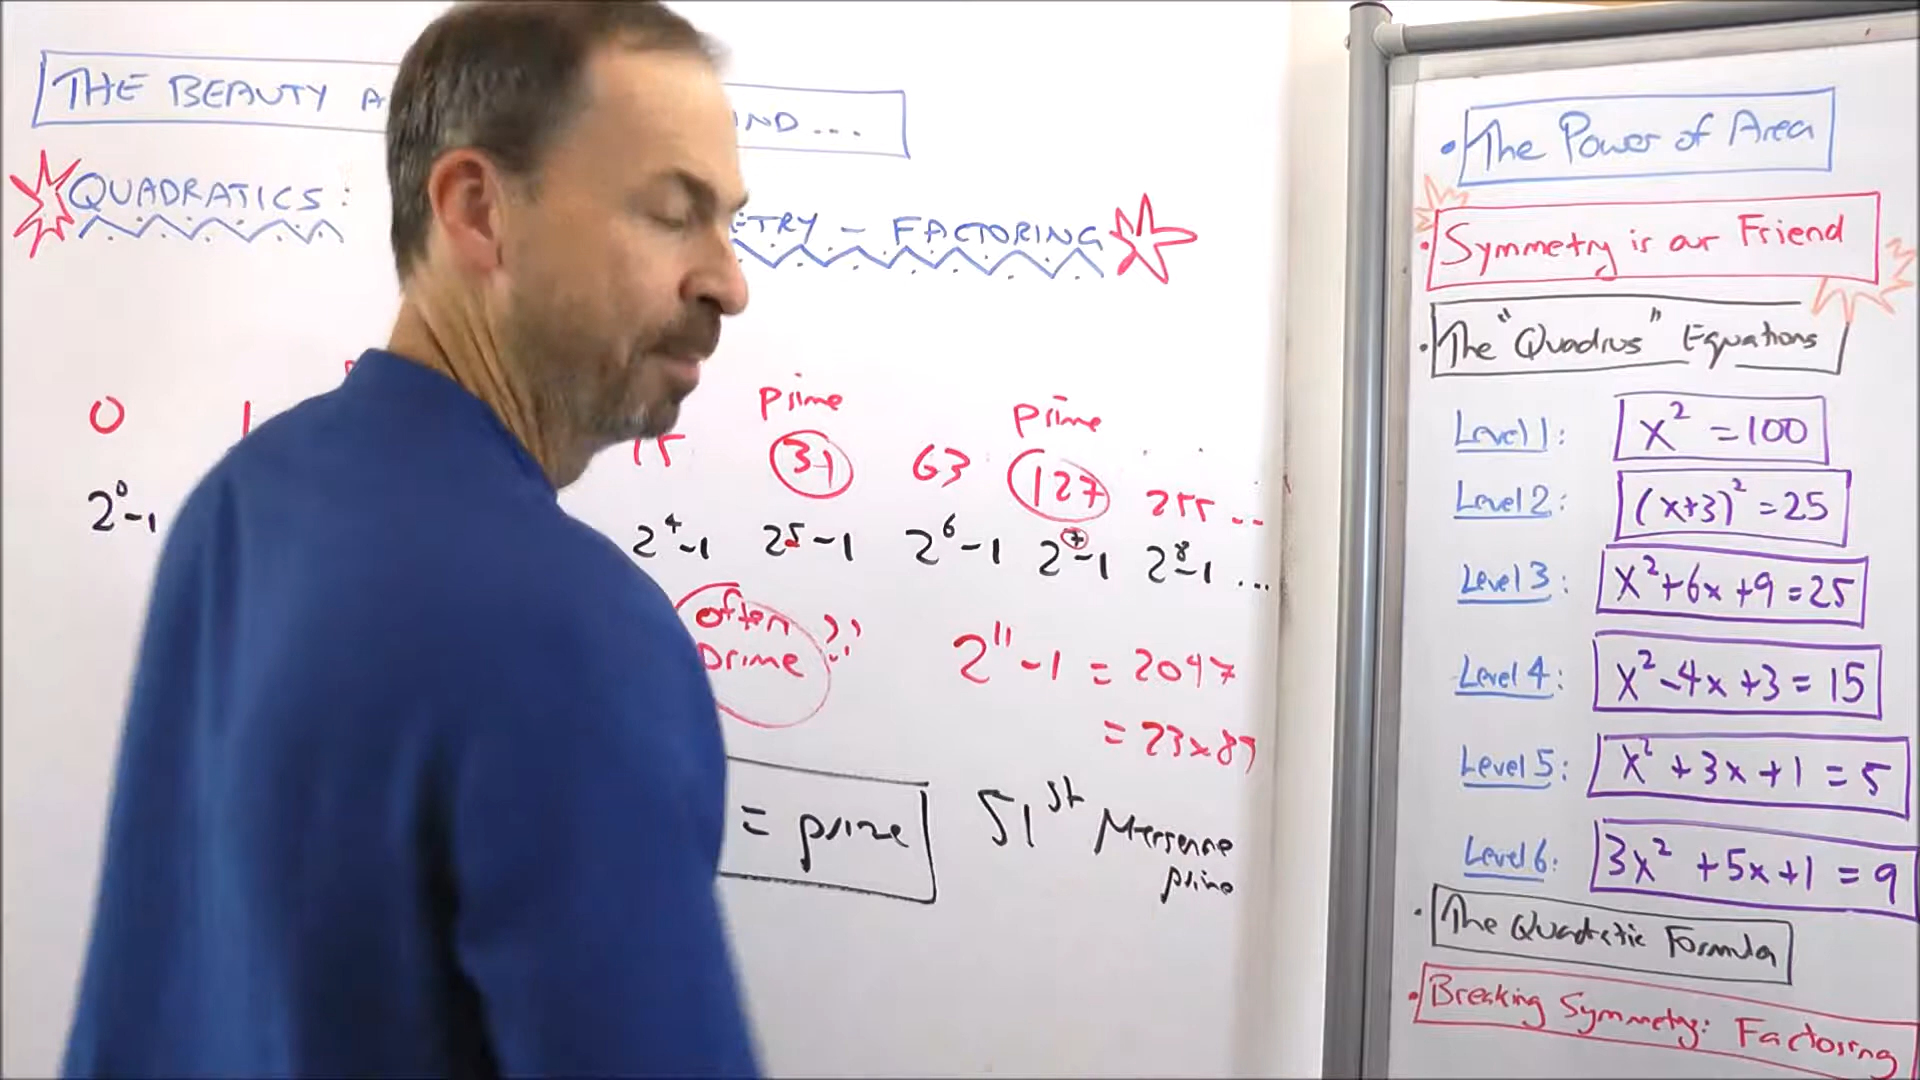 THE BEAUTY A
IND...
QUADRATICS:
ETRY - FACTORING
prime
prime
0 1 15 31 63 127 255 ...
2⁰-1 2⁴-1 25-1 2⁶-1 2⁷-1 2⁸-1 ...
often
prime ??
2¹¹-1 = 2047
= 23x89
= prime
51st Mersenne
prime
• The Power of Area
• Symmetry is our Friend
• The "Quadrus" Equations
Level 1: x² = 100
Level 2: (x+3)² = 25
Level 3: x²+6x+9=25
Level 4: x²-4x+3=15
Level 5: x²+3x+1=5
Level 6: 3x²+5x+1=9
• The Quadratic Formula
• Breaking Symmetry: Factoring